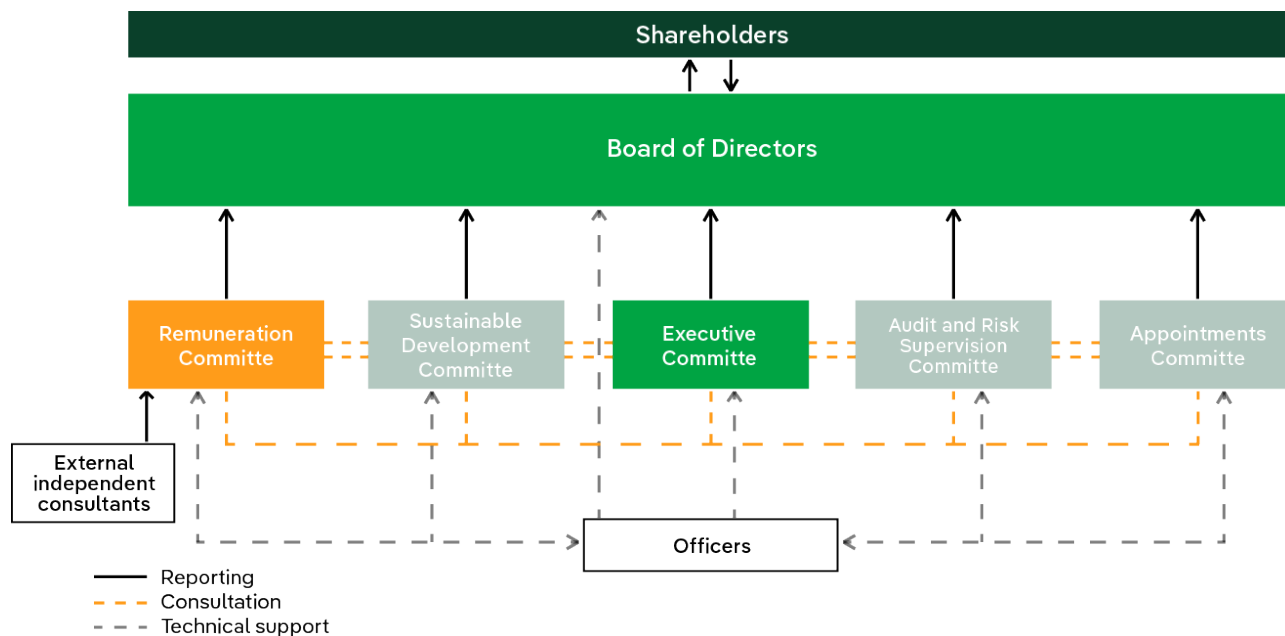 Shareholders
Board of Directors
Remuneration
Committe
Sustainable
Development
Committe
Executive
Committe
Audit and Risk
Supervision
Committe
Appointments
Committe
External
independent
consultants
Officers
Reporting
Consultation
Technical support